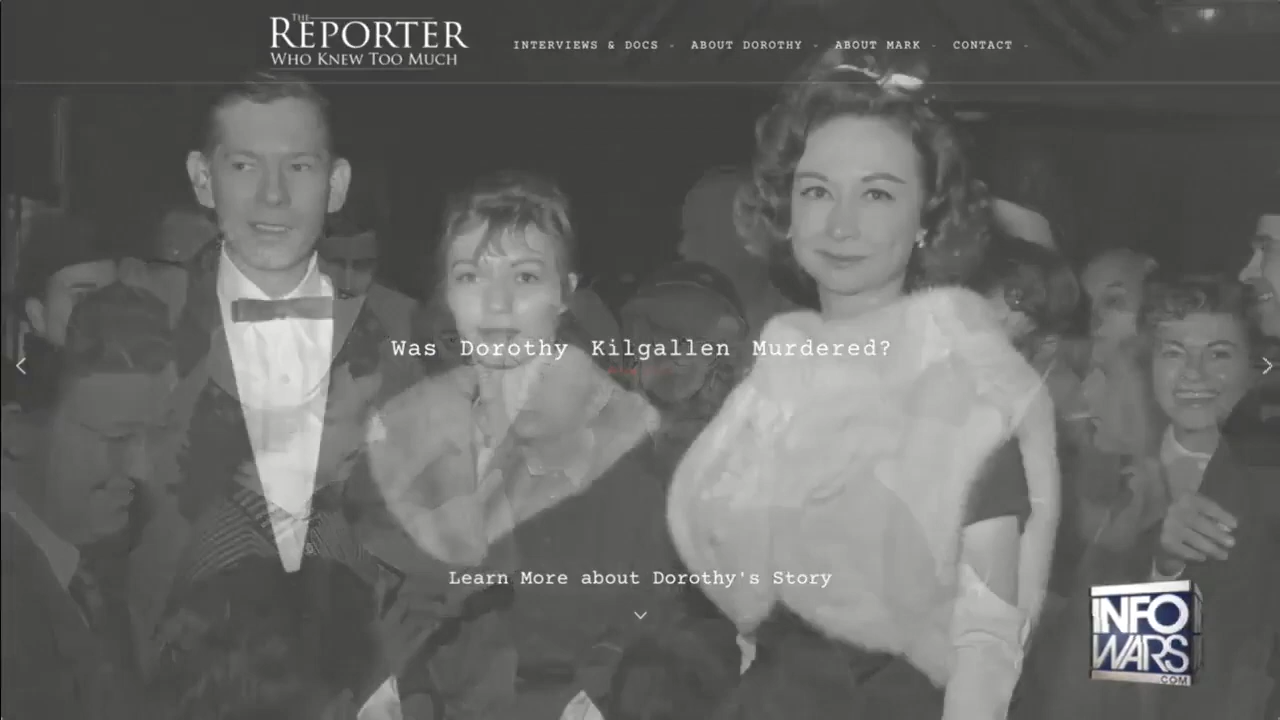 THE
REPORTER
WHO KNEW TOO MUCH
INTERVIEWS & DOCS - ABOUT DOROTHY - ABOUT MARK - CONTACT -
Was Dorothy Kilgallen Murdered?
Learn More about Dorothy's Story
INFO
WARS
.COM